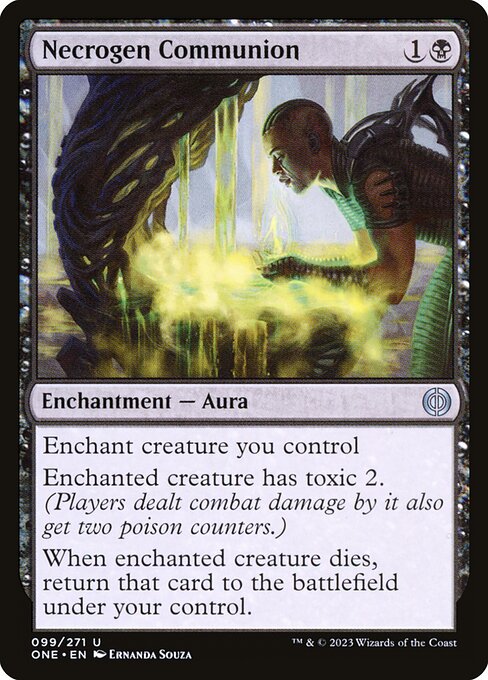 Necrogen Communion 1
Enchantment — Aura
Enchant creature you control
Enchanted creature has toxic 2.
(Players dealt combat damage by it also
get two poison counters.)
When enchanted creature dies,
return that card to the battlefield
under your control.
099/271 U
ONE • EN Ernanda Souza
™ & © 2023 Wizards of the Coast